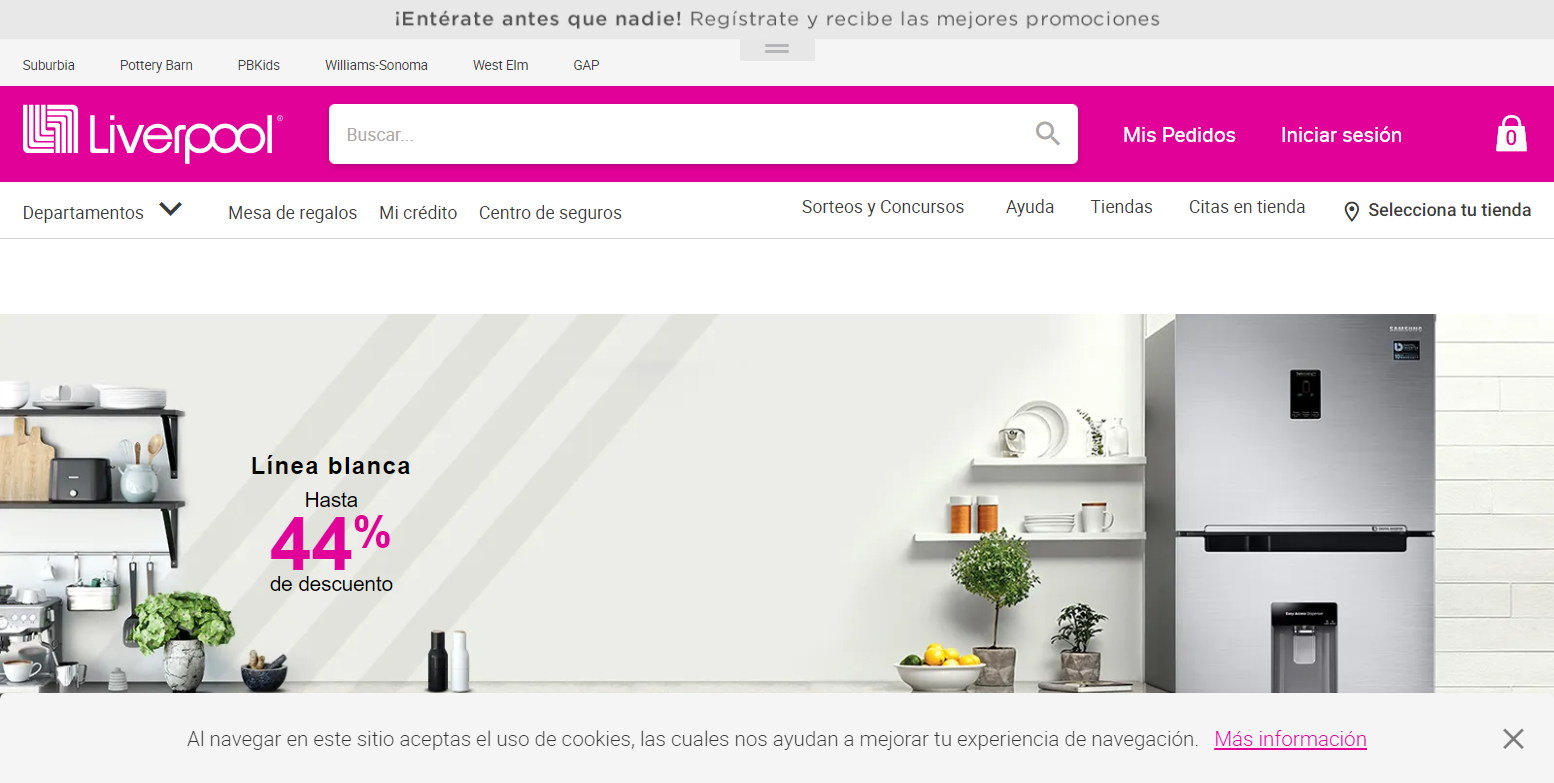 ¡Entérate antes que nadie! Regístrate y recibe las mejores promociones
Suburbia Pottery Barn PBKids Williams-Sonoma West Elm GAP
Liverpool®
Buscar...
Mis Pedidos
Iniciar sesión
0
Departamentos Mesa de regalos Mi crédito Centro de seguros Sorteos y Concursos Ayuda Tiendas Citas en tienda Selecciona tu tienda
SAMSUNG
Línea blanca
Hasta
44%
de descuento
Easy Access Dispenser
Al navegar en este sitio aceptas el uso de cookies, las cuales nos ayudan a mejorar tu experiencia de navegación. Más información